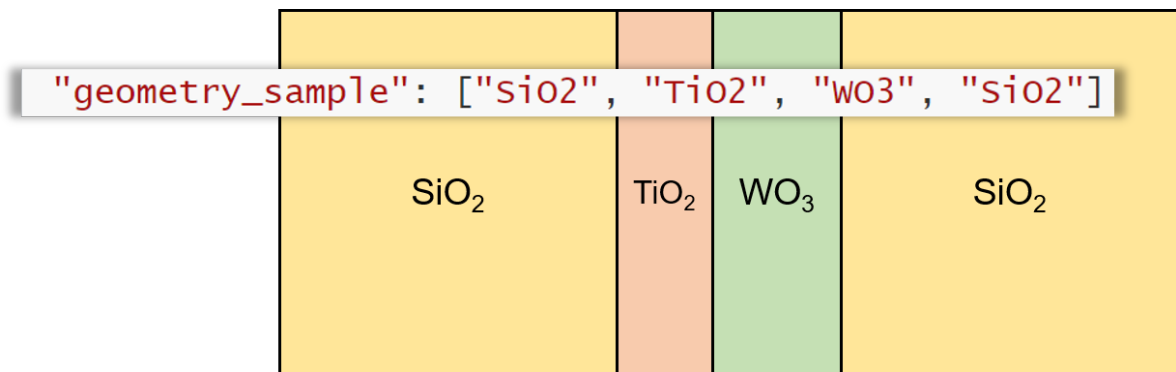 "geometry_sample": ["SiO2", "TiO2", "WO3", "SiO2"]
SiO₂ TiO₂ WO₃ SiO₂